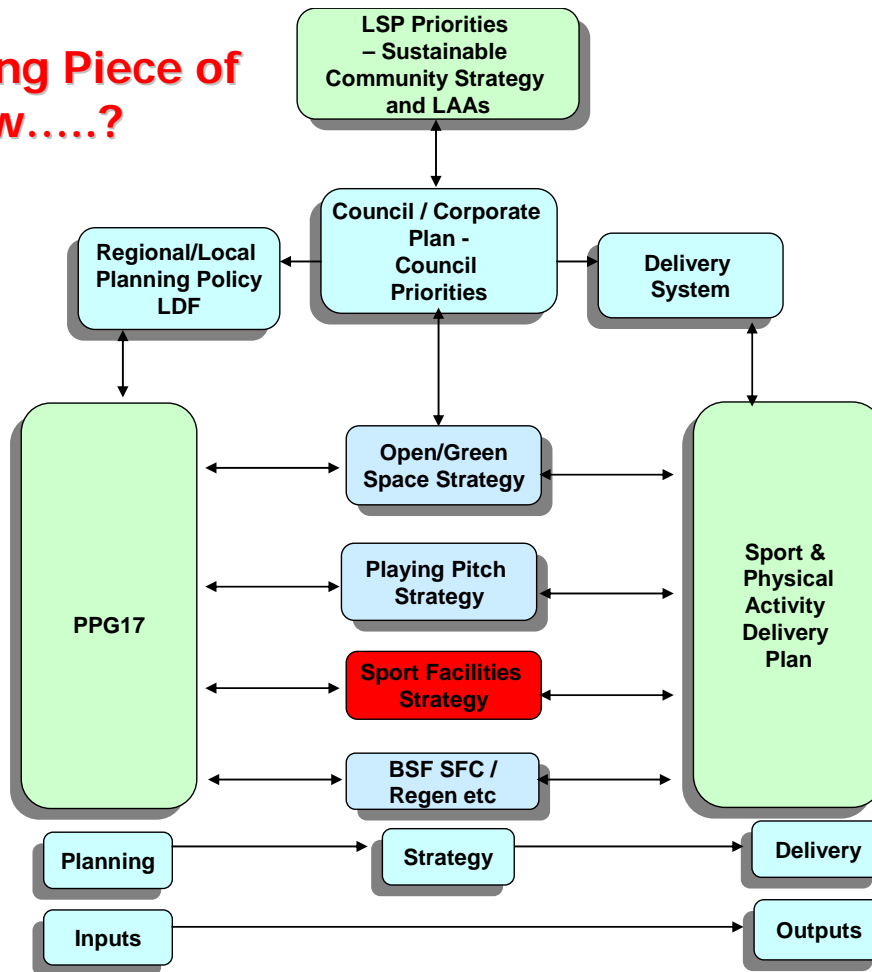 ng Piece of
w.....?
LSP Priorities
– Sustainable
Community Strategy
and LAAs
Council / Corporate
Plan -
Council
Priorities
Regional/Local
Planning Policy
LDF
Delivery
System
PPG17
Open/Green
Space Strategy
Playing Pitch
Strategy
Sport Facilities
Strategy
BSF SFC /
Regen etc
Sport &
Physical
Activity
Delivery
Plan
Planning
Strategy
Delivery
Inputs
Outputs